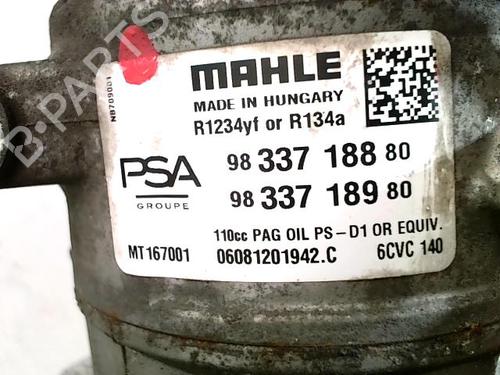 B-PARTS
NB709001
MAHLE
MADE IN HUNGARY
R1234yf or R134a
PSA
GROUPE
98 337 188 80
98 337 189 80
110cc PAG OIL PS-D1 OR EQUIV.
MT167001 06081201942.C 6CVC 140